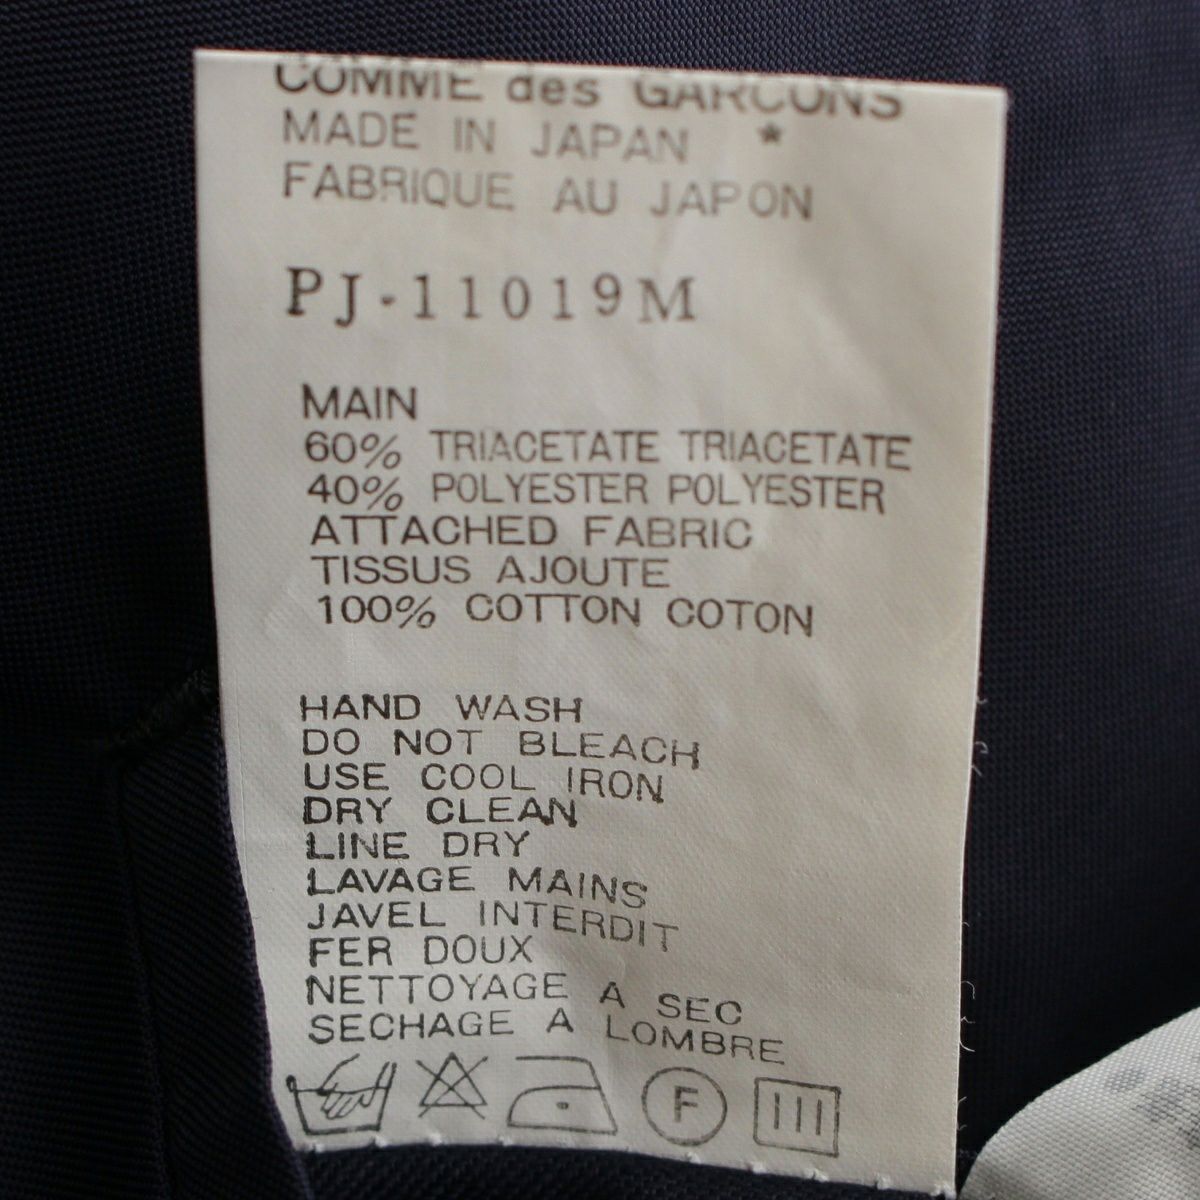 COMME des GARCONS
MADE IN JAPAN *
FABRIQUE AU JAPON
PJ-11019M
MAIN
60% TRIACETATE TRIACETATE
40% POLYESTER POLYESTER
ATTACHED FABRIC
TISSUS AJOUTE
100% COTTON COTON
HAND WASH
DO NOT BLEACH
USE COOL IRON
DRY CLEAN
LINE DRY
LAVAGE MAINS
JAVEL INTERDIT
FER DOUX
NETTOYAGE A SEC
SECHAGE A LOMBRE
F